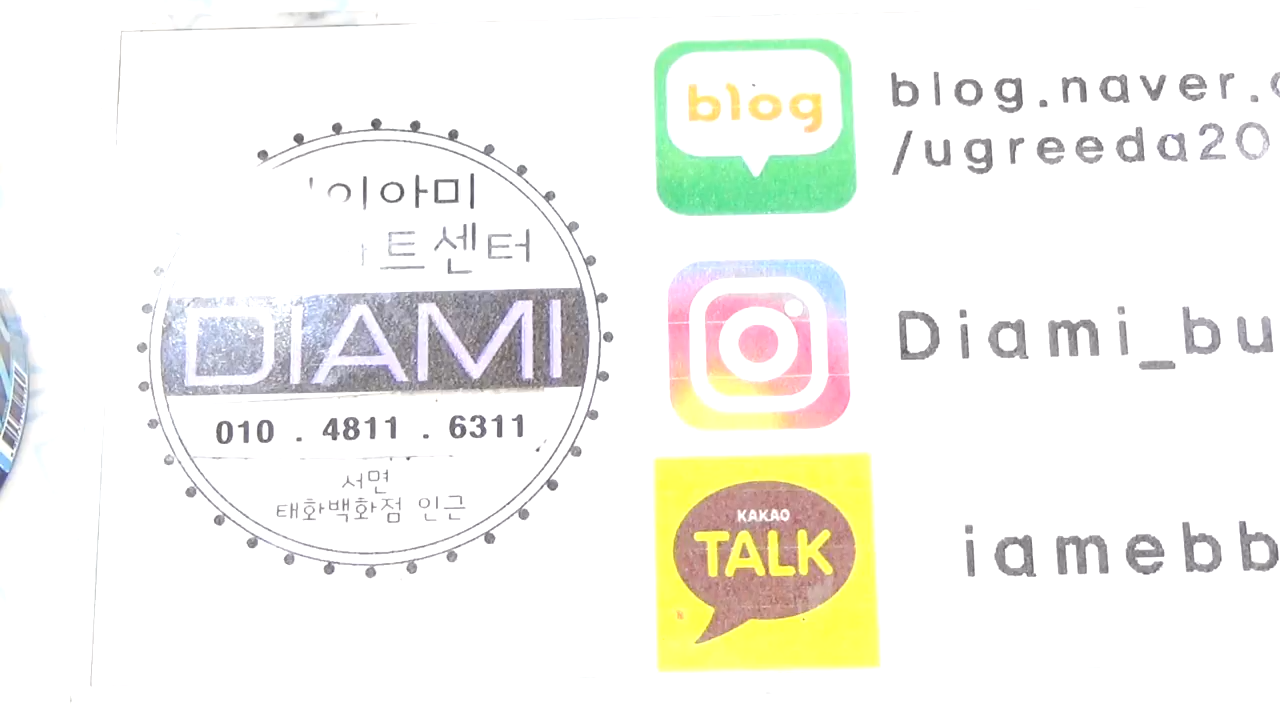 이아미
트센터
DIAMI
010 . 4811 . 6311
서면
태화백화점 인근
blog
blog.naver.
/ugreeda20
Diami_bu
KAKAO
TALK
iamebb